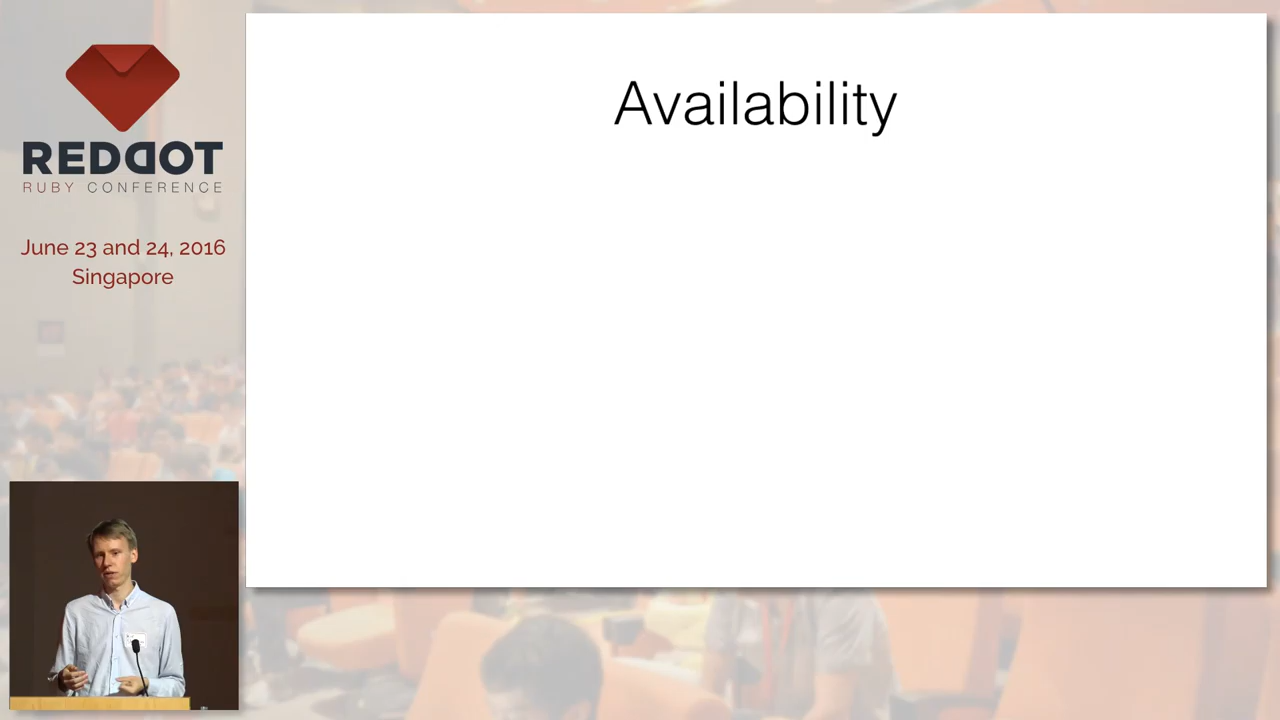 REDDOT
RUBY CONFERENCE
June 23 and 24, 2016
Singapore
Availability